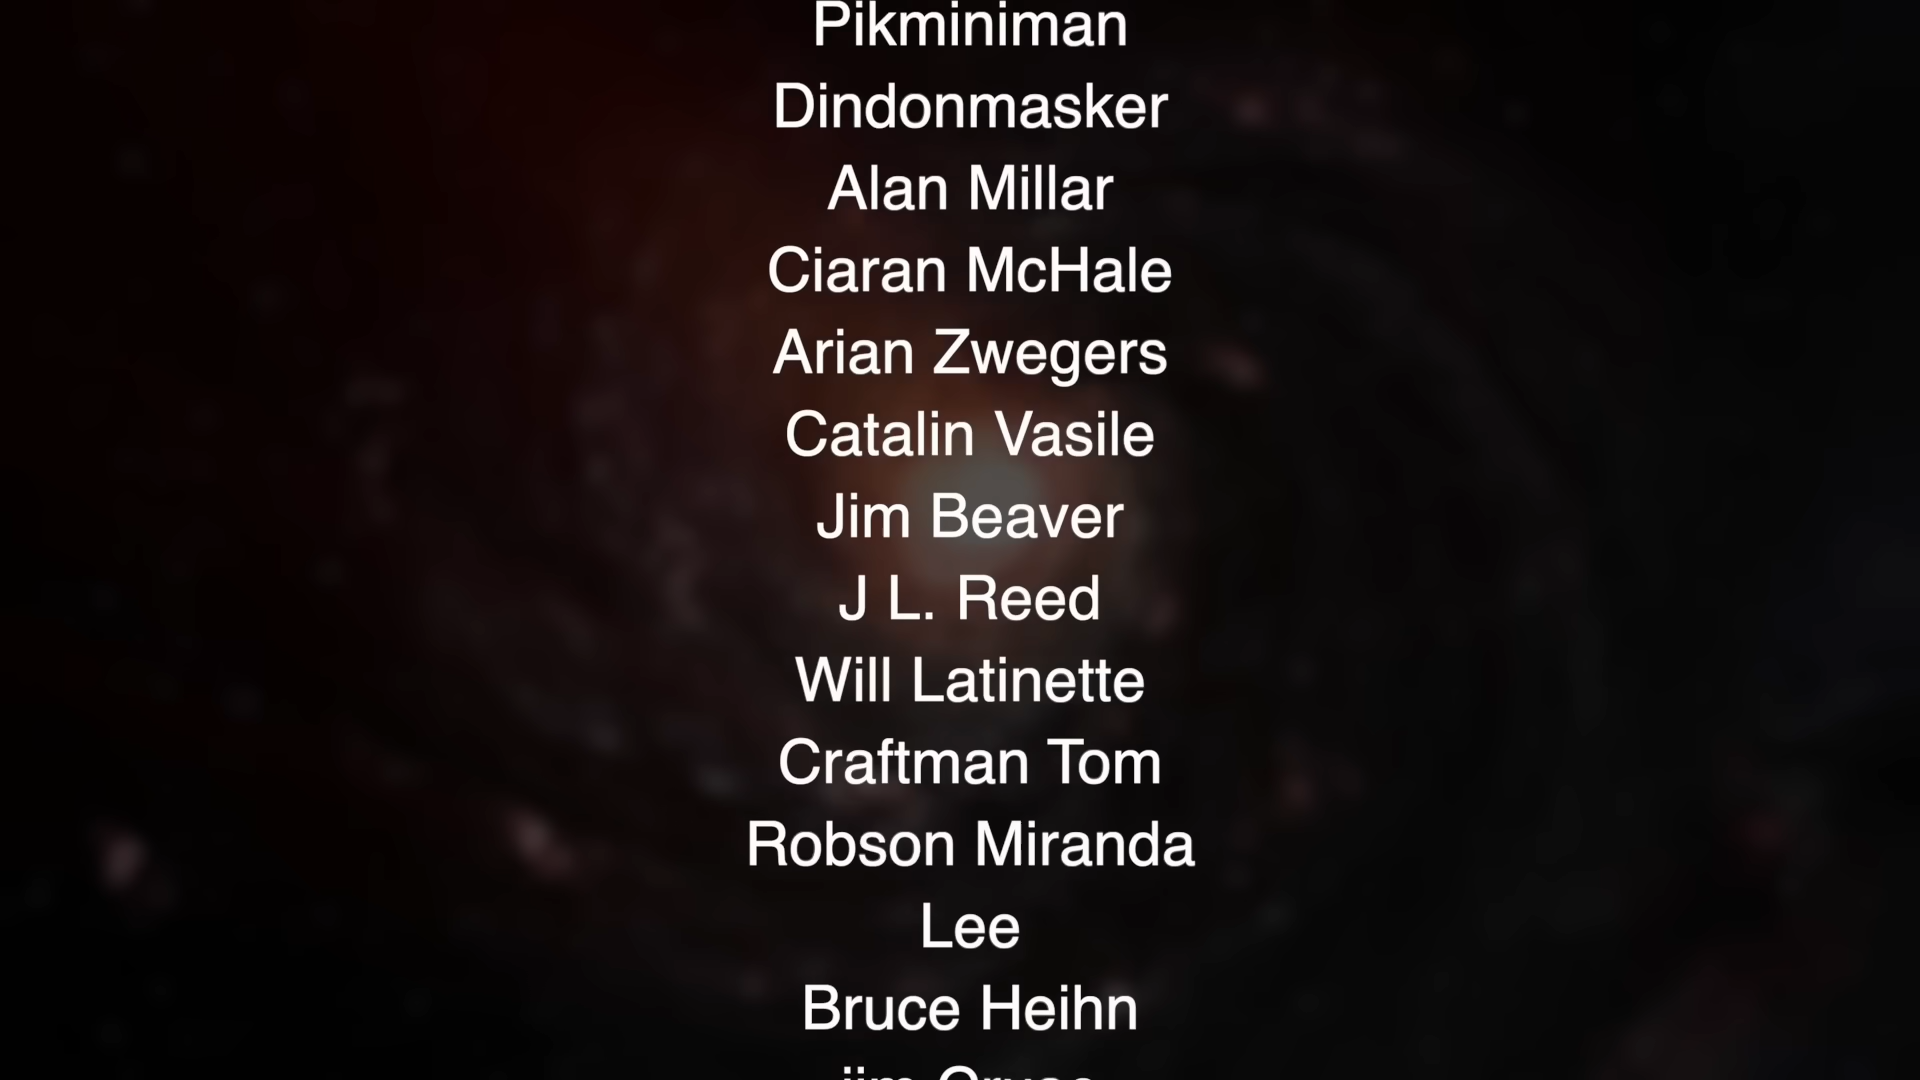 Pikminiman
Dindonmasker
Alan Millar
Ciaran McHale
Arian Zwegers
Catalin Vasile
Jim Beaver
J L. Reed
Will Latinette
Craftman Tom
Robson Miranda
Lee
Bruce Heihn
jim